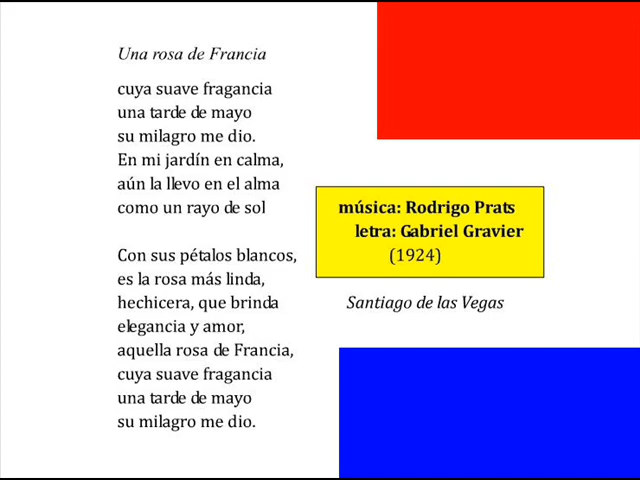 Una rosa de Francia
cuya suave fragancia
una tarde de mayo
su milagro me dio.
En mi jardín en calma,
aún la llevo en el alma
como un rayo de sol
Con sus pétalos blancos,
es la rosa más linda,
hechicera, que brinda
elegancia y amor,
aquella rosa de Francia,
cuya suave fragancia
una tarde de mayo
su milagro me dio.
música: Rodrigo Prats
letra: Gabriel Gravier
(1924)
Santiago de las Vegas